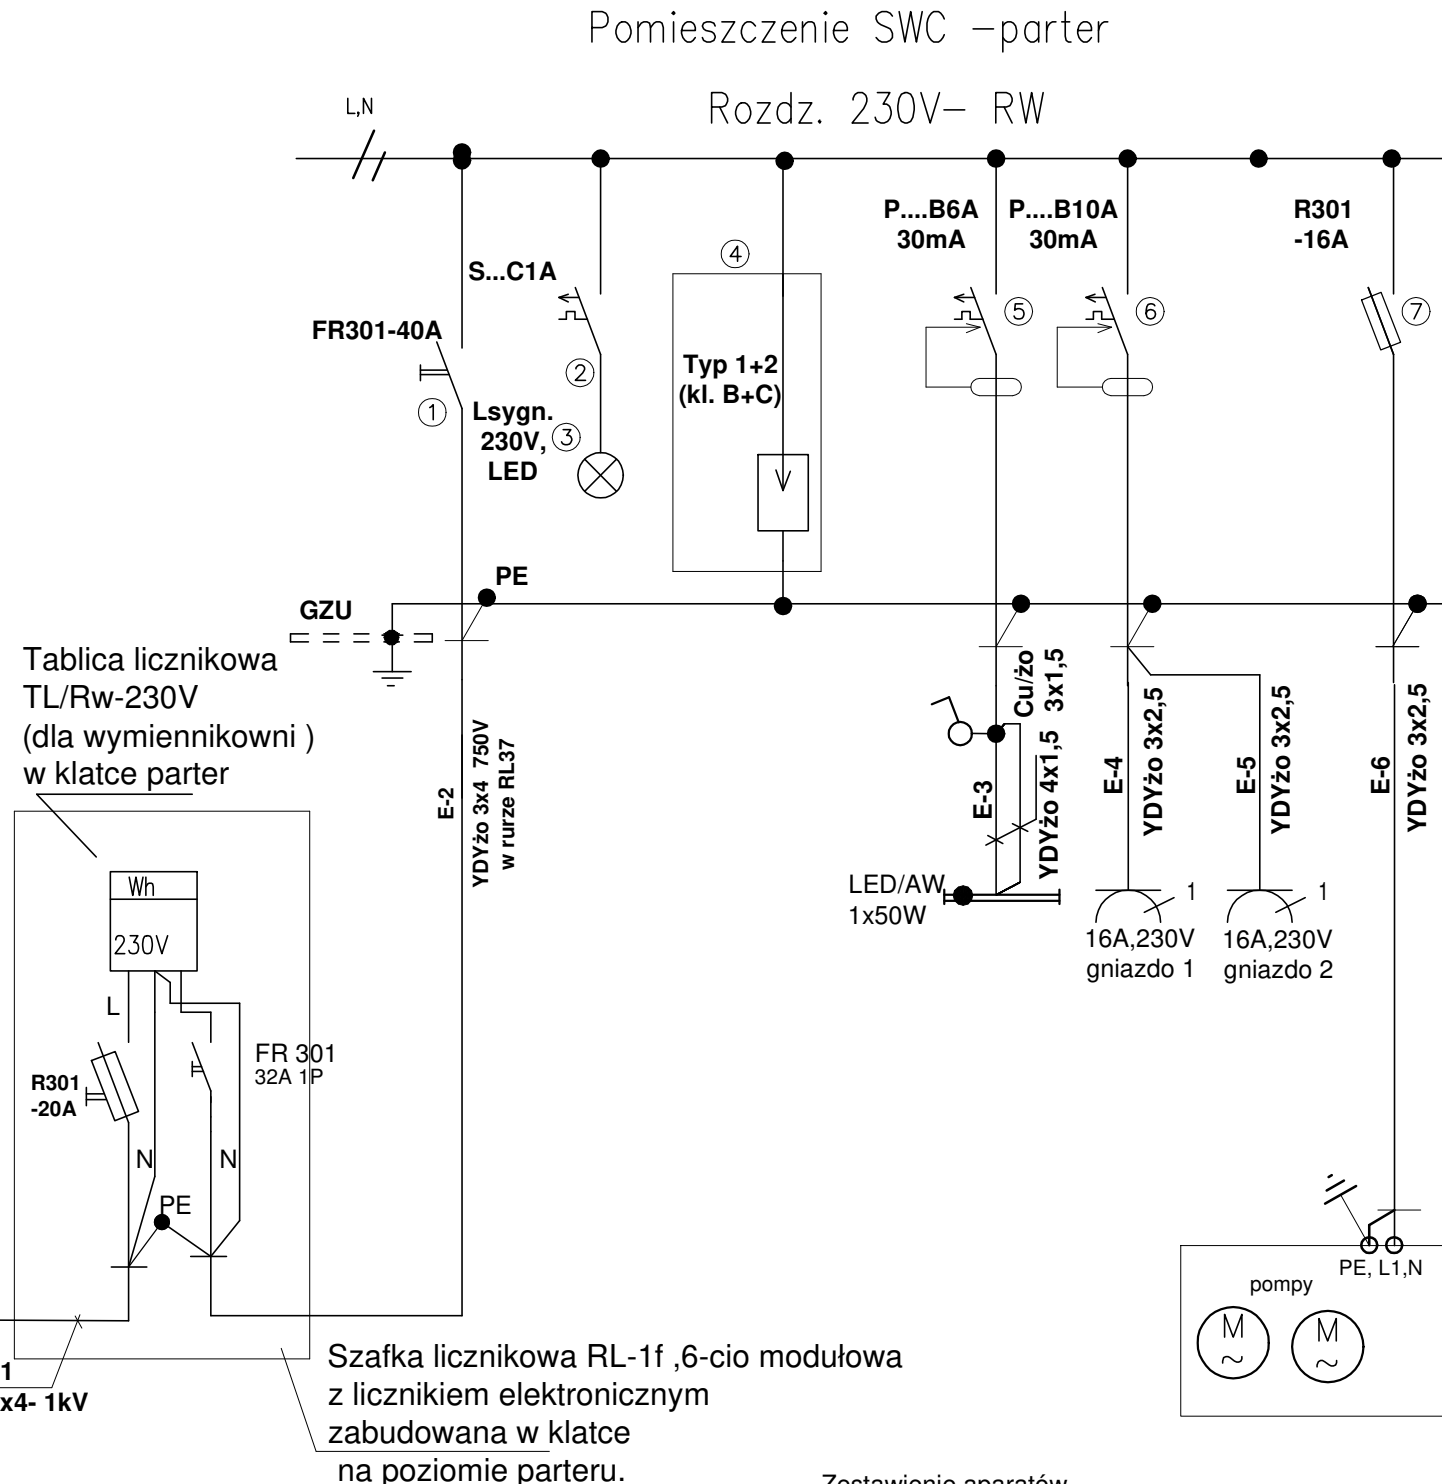 Pomieszczenie SWC –parter
Rozdz. 230V– RW
L,N
P....B6A
30mA
P....B10A
30mA
R301
-16A
4
S...C1A
5
6
7
FR301-40A
Typ 1+2
(kl. B+C)
2
1
Lsygn.
230V,
LED
3
PE
GZU
Tablica licznikowa
TL/Rw-230V
(dla wymiennikowni )
w klatce parter
E-2
YDYżo 3x4 750V
w rurze RL37
Cu/żo
3x1,5
E-3
YDYżo 4x1,5
E-4
YDYżo 3x2,5
E-5
YDYżo 3x2,5
E-6
YDYżo 3x2,5
Wh
230V
LED/AW
1x50W
1
16A,230V
gniazdo 1
1
16A,230V
gniazdo 2
L
FR 301
32A 1P
R301
-20A
N
N
PE
PE, L1,N
pompy
M
~
M
~
1
x4- 1kV
Szafka licznikowa RL-1f ,6-cio modułowa
z licznikiem elektronicznym
zabudowana w klatce
na poziomie parteru.
Zestawienie aparatów